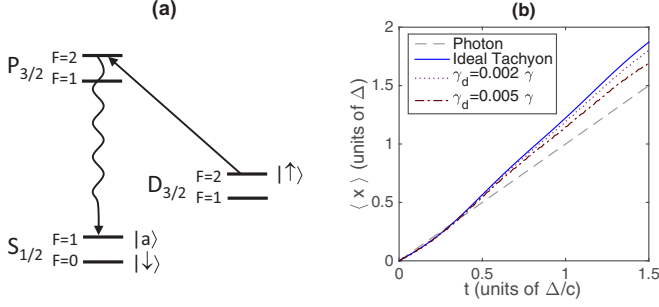 (a)
P3/2
F=2
F=1
D3/2
F=2
|↑⟩
F=1
S1/2
F=1
|a⟩
F=0
|↓⟩
(b)
Photon
Ideal Tachyon
γd=0.002 γ
γd=0.005 γ
⟨ x ⟩ (units of Δ)
2
1.5
1
0.5
0
0
0.5
1
1.5
t (units of Δ/c)